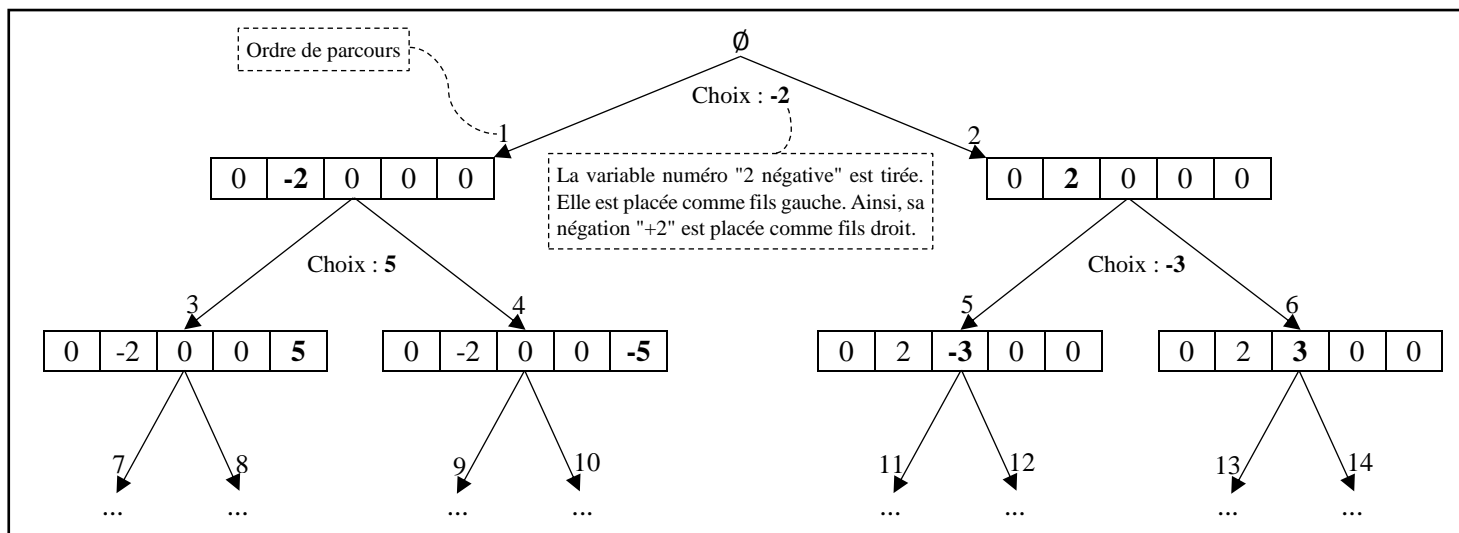 ∅
Ordre de parcours
Choix : -2
1
2
0 -2 0 0 0
0 2 0 0 0
La variable numéro "2 négative" est tirée.
Elle est placée comme fils gauche. Ainsi, sa
négation "+2" est placée comme fils droit.
Choix : 5
Choix : -3
3
4
5
6
0 -2 0 0 5
0 -2 0 0 -5
0 2 -3 0 0
0 2 3 0 0
7
8
9
10
11
12
13
14
...
...
...
...
...
...
...
...